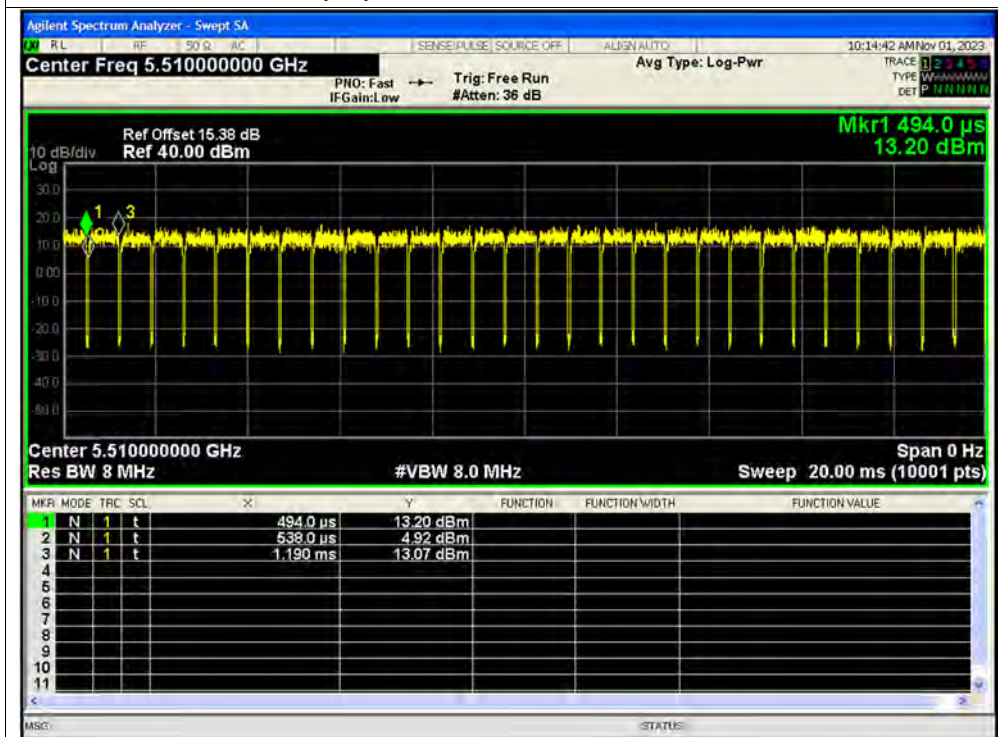 Agilent Spectrum Analyzer - Swept SA
RL RF 50 Ω AC SENSE:PULSE SOURCE OFF ALIGN AUTO 10:14:42 AM Nov 01, 2023
Center Freq 5.510000000 GHz Avg Type: Log-Pwr TRACE 1 2 3 4 5 6
PNO: Fast Trig: Free Run TYPE
IFGain:Low #Atten: 36 dB DET P N N N N N
Mkr1 494.0 µs
Ref Offset 15.38 dB
10 dB/div Ref 40.00 dBm 13.20 dBm
Log
30.0
20.0
1 3
10.0
0.00
-10.0
-20.0
-30.0
-40.0
-50.0
Center 5.510000000 GHz Span 0 Hz
Res BW 8 MHz #VBW 8.0 MHz Sweep 20.00 ms (10001 pts)
MKR MODE TRC SCL X Y FUNCTION FUNCTION WIDTH FUNCTION VALUE
1 N 1 t 494.0 µs 13.20 dBm
2 N 1 t 538.0 µs 4.92 dBm
3 N 1 t 1.190 ms 13.07 dBm
4
5
6
7
8
9
10
11
MSG STATUS